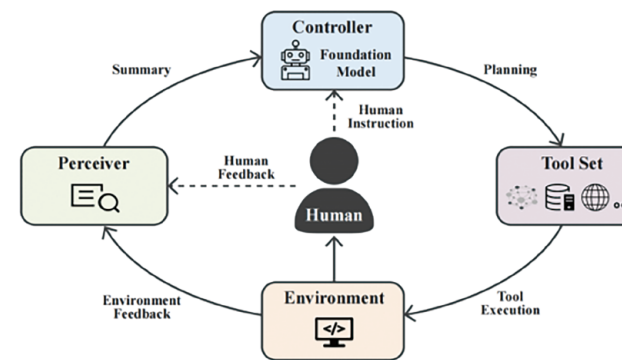 Controller
Foundation
Model
Summary
Planning
Human
Instruction
Perceiver
Human
Feedback
Tool Set
Human
Environment
Feedback
Environment
</>
Tool
Execution